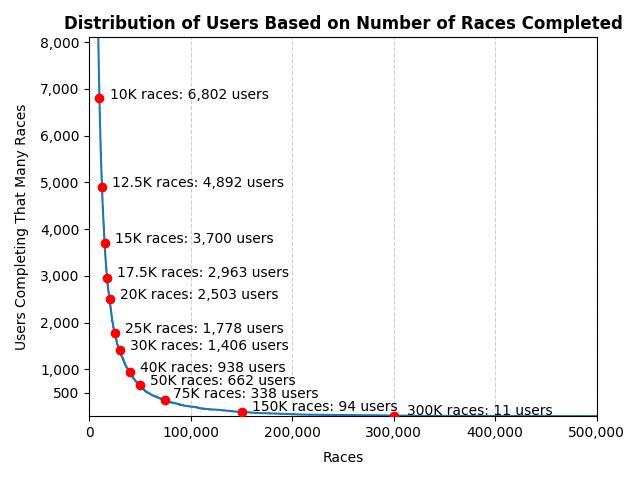 Distribution of Users Based on Number of Races Completed
8,000
7,000
6,000
5,000
4,000
3,000
2,000
1,000
500
Users Completing That Many Races
10K races: 6,802 users
12.5K races: 4,892 users
15K races: 3,700 users
17.5K races: 2,963 users
20K races: 2,503 users
25K races: 1,778 users
30K races: 1,406 users
40K races: 938 users
50K races: 662 users
75K races: 338 users
150K races: 94 users
300K races: 11 users
0
100,000
200,000
300,000
400,000
500,000
Races